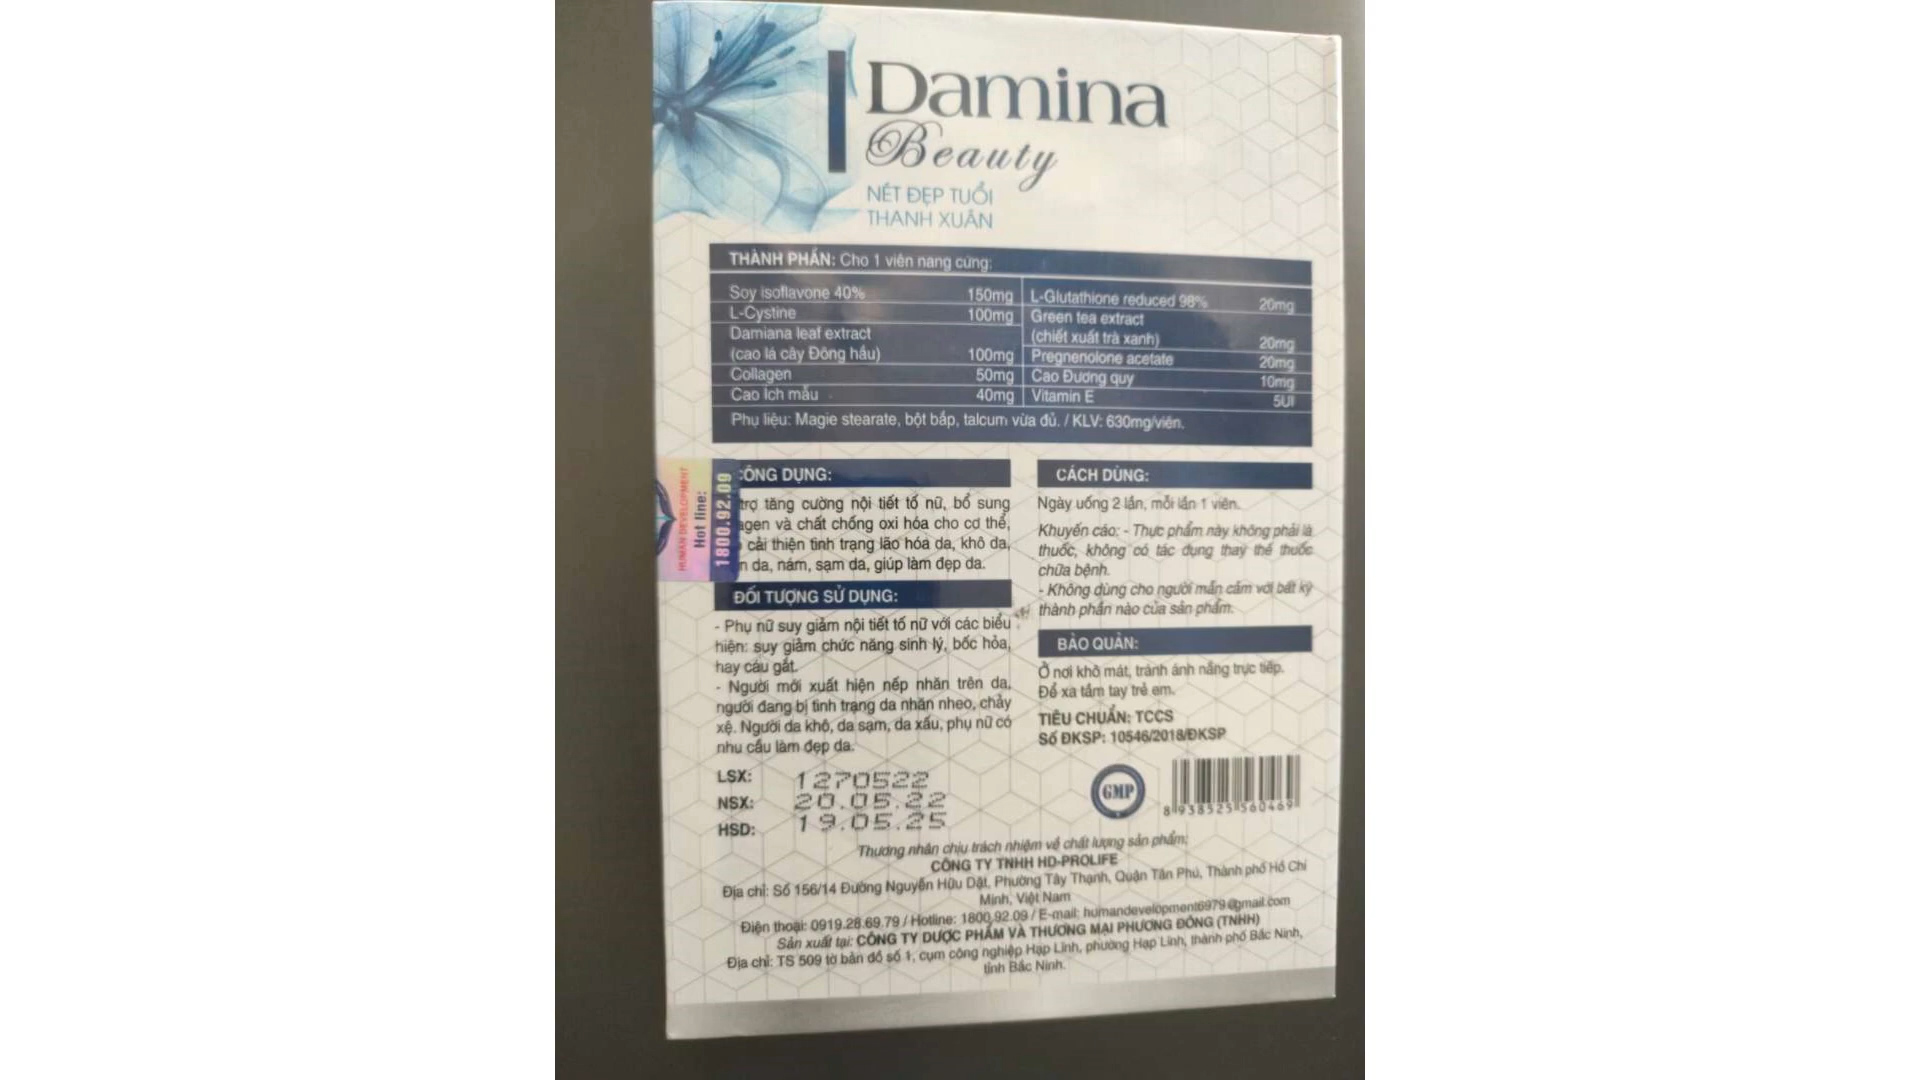 Damina
Beauty
NÉT ĐẸP TUỔI
THANH XUÂN
THÀNH PHẦN: Cho 1 viên nang cứng:
Soy isoflavone 40% 150mg
L-Cystine 100mg
Damiana leaf extract
(cao lá cây Đông hầu) 100mg
Collagen 50mg
Cao Ích mẫu 40mg
L-Glutathione reduced 98% 20mg
Green tea extract
(chiết xuất trà xanh) 20mg
Pregnenolone acetate 20mg
Cao Đương quy 10mg
Vitamin E 5UI
Phụ liệu: Magie stearate, bột bắp, talcum vừa đủ. / KLV: 630mg/viên.
HUMAN DEVELOPMENT
Hot line:
1800.92.09
CÔNG DỤNG:
trợ tăng cường nội tiết tố nữ, bổ sung
agen và chất chống oxi hóa cho cơ thể,
cải thiện tình trạng lão hóa da, khô da,
n da, nám, sạm da, giúp làm đẹp da.
ĐỐI TƯỢNG SỬ DỤNG:
- Phụ nữ suy giảm nội tiết tố nữ với các biểu
hiện: suy giảm chức năng sinh lý, bốc hỏa,
hay cáu gắt.
- Người mới xuất hiện nếp nhăn trên da,
người đang bị tình trạng da nhăn nheo, chảy
xệ. Người da khô, da sạm, da xấu, phụ nữ có
nhu cầu làm đẹp da.
CÁCH DÙNG:
Ngày uống 2 lần, mỗi lần 1 viên.
Khuyến cáo: - Thực phẩm này không phải là
thuốc, không có tác dụng thay thế thuốc
chữa bệnh.
- Không dùng cho người mẫn cảm với bất kỳ
thành phần nào của sản phẩm.
BẢO QUẢN:
Ở nơi khô mát, tránh ánh nắng trực tiếp.
Để xa tầm tay trẻ em.
TIÊU CHUẨN: TCCS
Số ĐKSP: 10546/2018/ĐKSP
LSX: 1270522
NSX: 20.05.22
HSD: 19.05.25
GMP
8 938525 560469
Thương nhân chịu trách nhiệm về chất lượng sản phẩm:
CÔNG TY TNHH HD-PROLIFE
Địa chỉ: Số 156/14 Đường Nguyễn Hữu Dật, Phường Tây Thạnh, Quận Tân Phú, Thành phố Hồ Chí
Minh, Việt Nam
Điện thoại: 0919.28.69.79 / Hotline: 1800.92.09 / E-mail: humandevelopment6979@gmail.com
Sản xuất tại: CÔNG TY DƯỢC PHẨM VÀ THƯƠNG MẠI PHƯƠNG ĐÔNG (TNHH)
Địa chỉ: TS 509 tờ bản đồ số 1, cụm công nghiệp Hạp Lĩnh, phường Hạp Lĩnh, thành phố Bắc Ninh,
tỉnh Bắc Ninh.